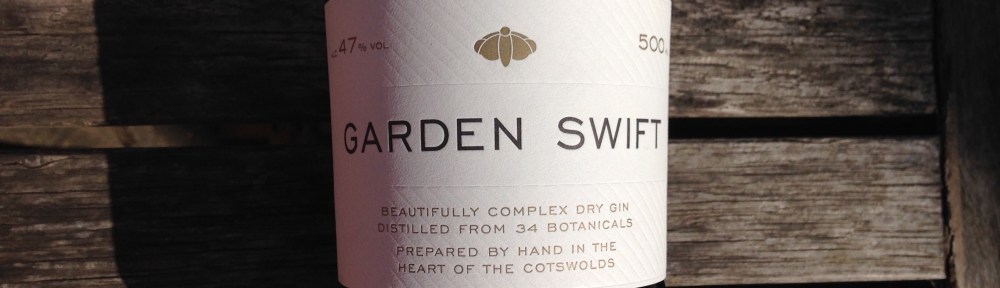 47% VOL
500
GARDEN SWIFT
BEAUTIFULLY COMPLEX DRY GIN
DISTILLED FROM 34 BOTANICALS
PREPARED BY HAND IN THE
HEART OF THE COTSWOLDS